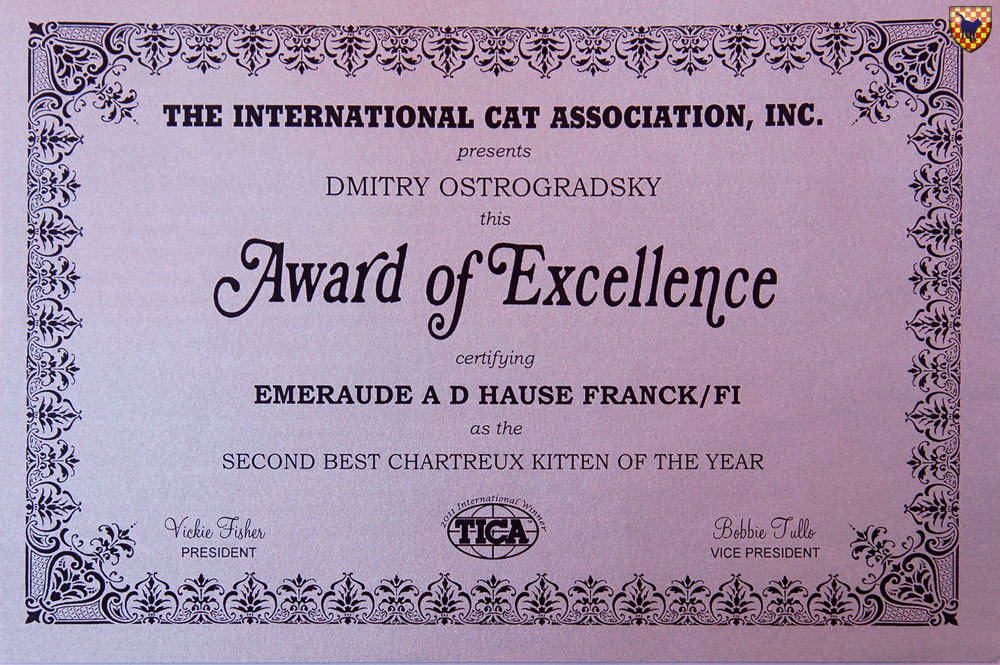 THE INTERNATIONAL CAT ASSOCIATION, INC.
presents
DMITRY OSTROGRADSKY
this
Award of Excellence
certifying
EMERAUDE A D HAUSE FRANCK/FI
as the
SECOND BEST CHARTREUX KITTEN OF THE YEAR
2011 International Winner
TICA
Vickie Fisher
PRESIDENT
Bobbie Tullo
VICE PRESIDENT